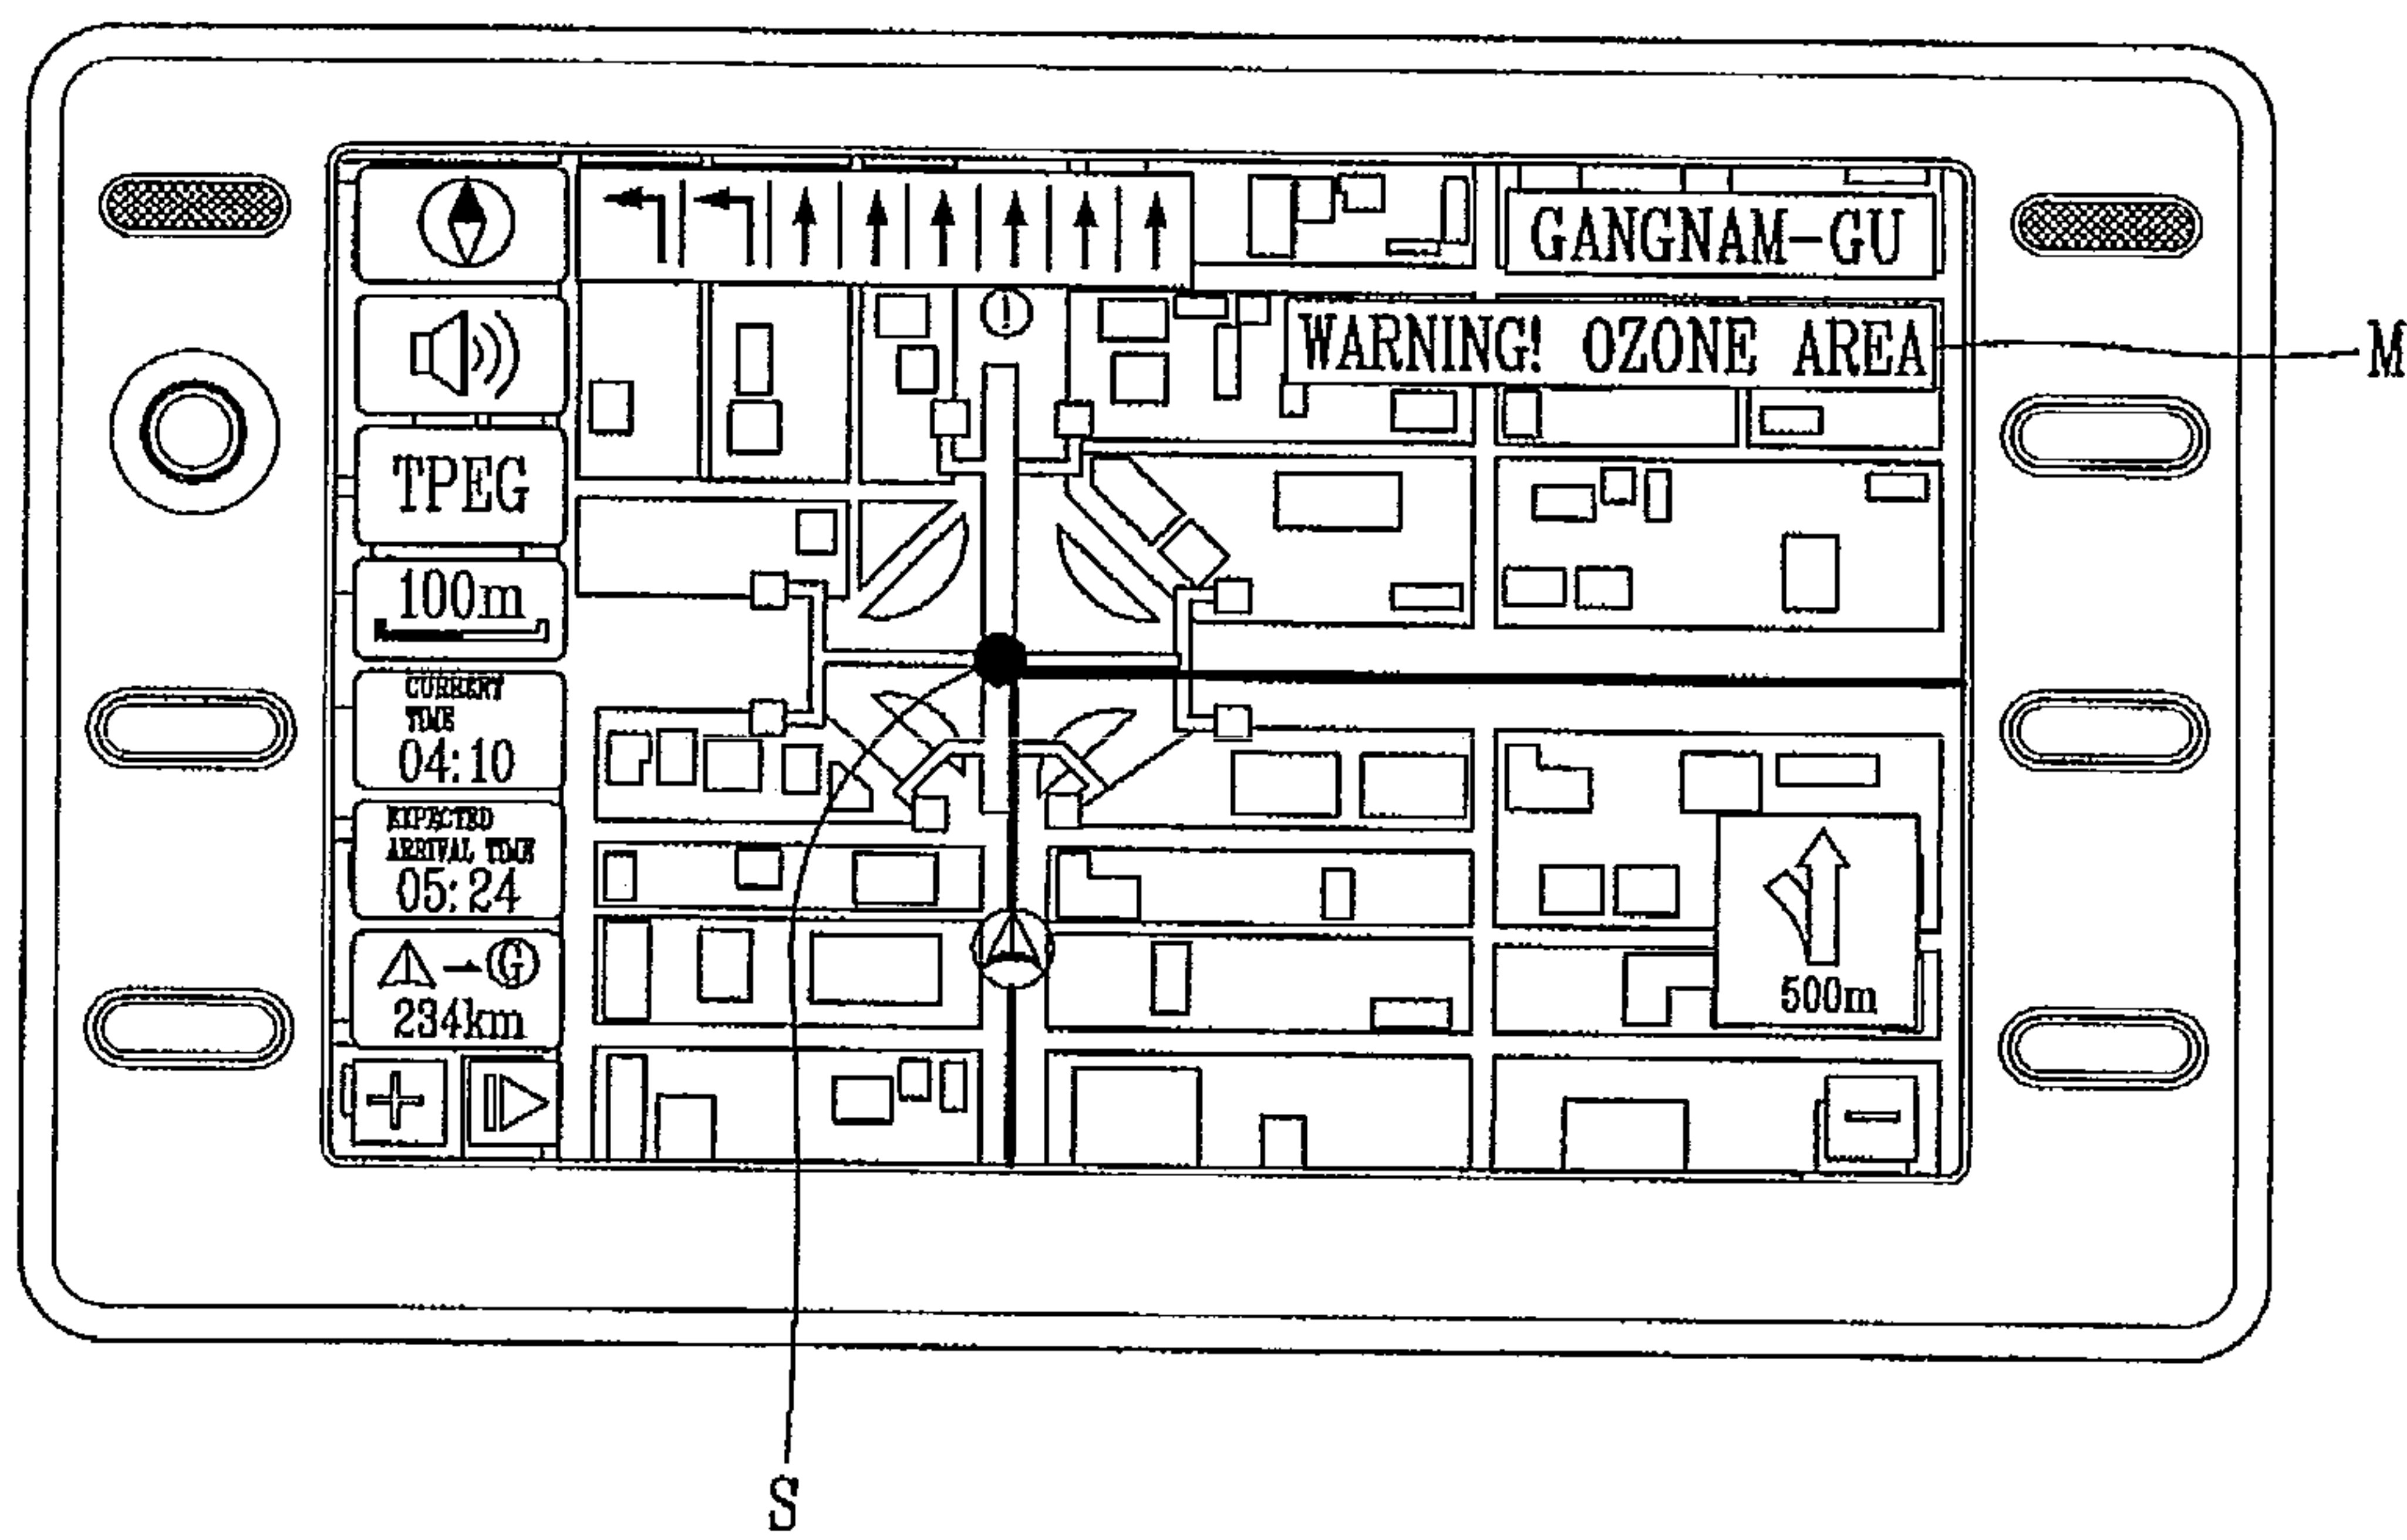 GANGNAM-GU
WARNING! OZONE AREA
M
TPEG
100m
CURRENT
TIME
04:10
EXPECTED
ARRIVAL TIME
05:24
G
234km
500m
S